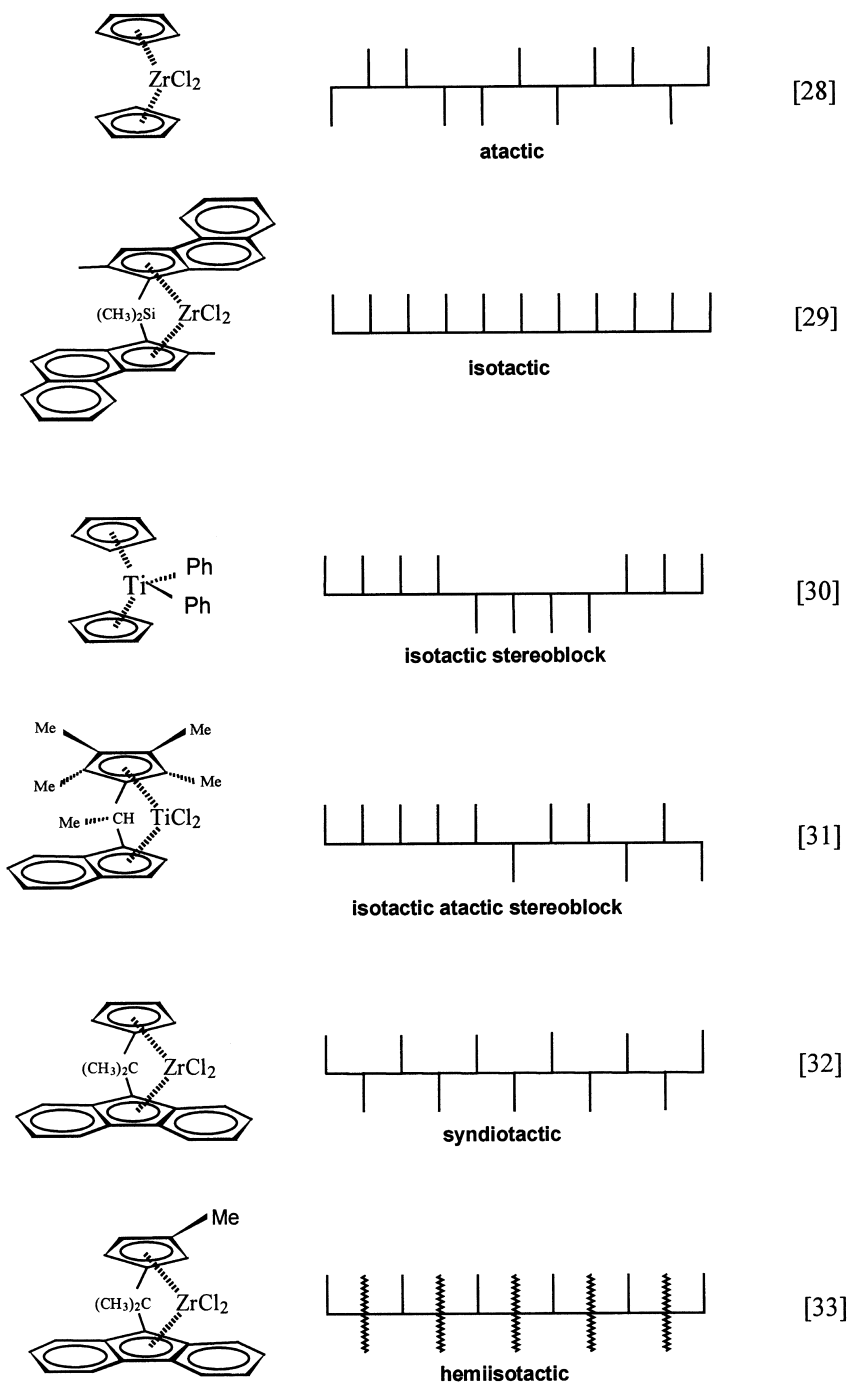 ZrCl2
[28]
atactic
(CH3)2Si
ZrCl2
[29]
isotactic
Ph
Ti
Ph
[30]
isotactic stereoblock
Me
Me
Me
Me
Me
CH
TiCl2
[31]
isotactic atactic stereoblock
(CH3)2C
ZrCl2
[32]
syndiotactic
Me
(CH3)2C
ZrCl2
[33]
hemiisotactic